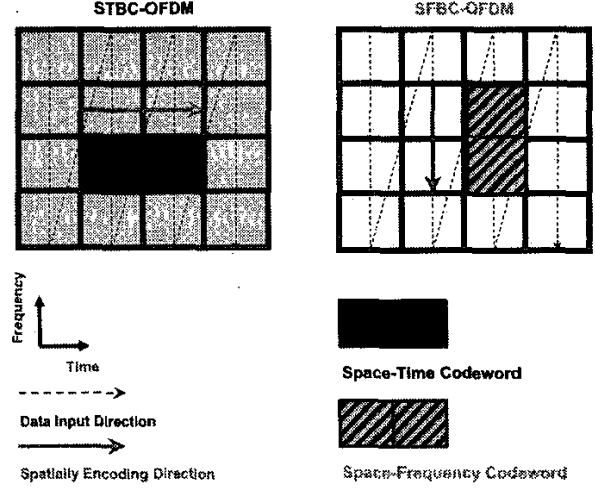 STBC-OFDM
SFBC-OFDM
Frequency
Time
Data Input Direction
Spatially Encoding Direction
Space-Time Codeword
Space-Frequency Codeword